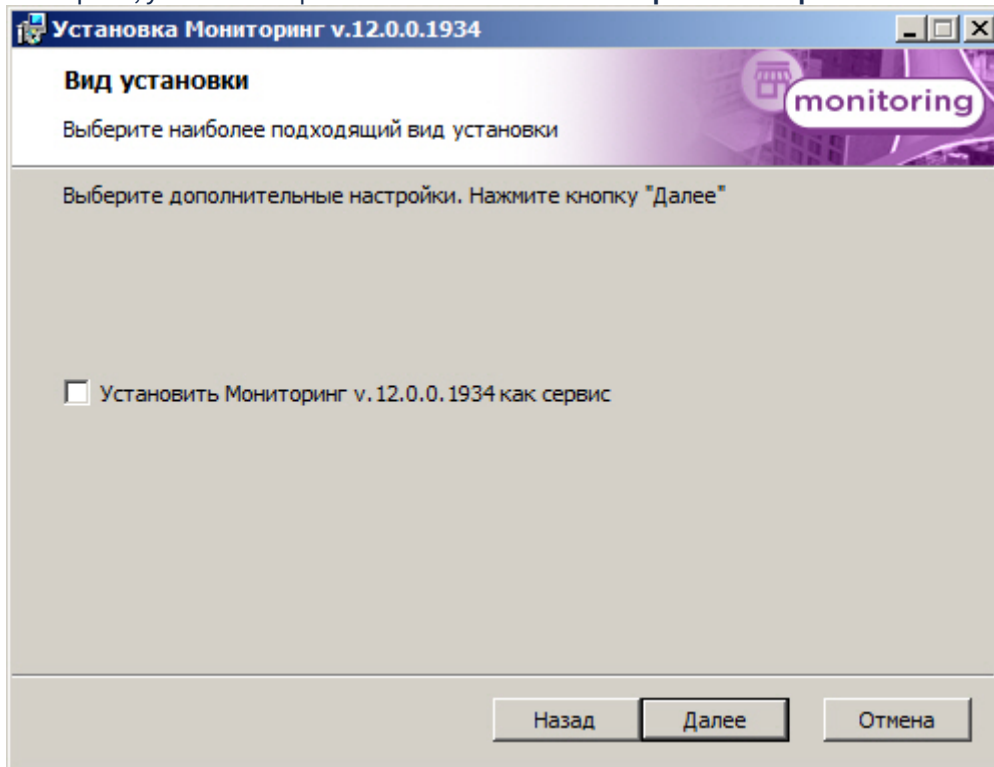 Установка Мониторинг v.12.0.0.1934
Вид установки
monitoring
Выберите наиболее подходящий вид установки
Выберите дополнительные настройки. Нажмите кнопку "Далее"
Установить Мониторинг v.12.0.0.1934 как сервис
Назад
Далее
Отмена